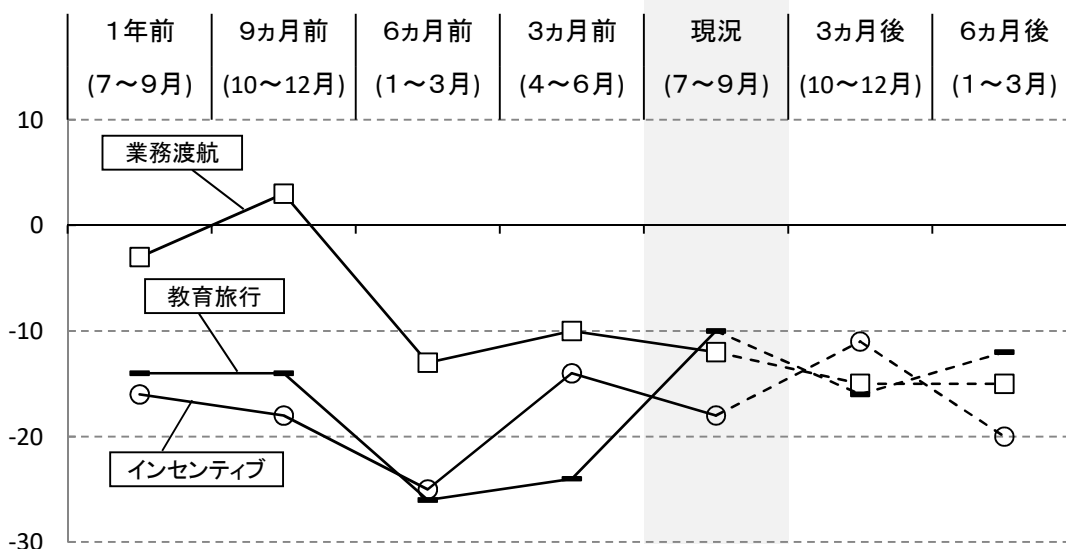 1年前 9ヵ月前 6ヵ月前 3ヵ月前 現況 3ヵ月後 6ヵ月後
(7～9月) (10～12月) (1～3月) (4～6月) (7～9月) (10～12月) (1～3月)
10
業務渡航
0
教育旅行
-10
-20
インセンティブ
-30